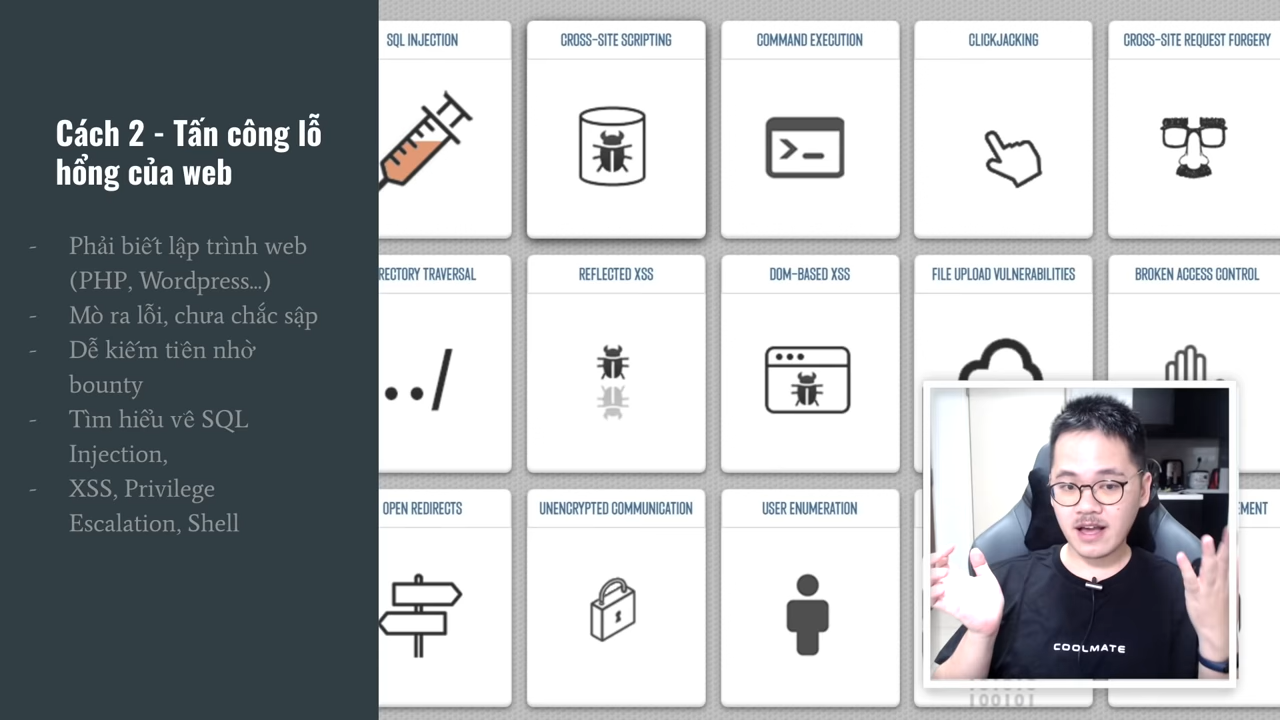 Cách 2 - Tấn công lỗ
hổng của web
- Phải biết lập trình web
(PHP, Wordpress...)
- Mò ra lỗi, chưa chắc sập
- Dễ kiếm tiền nhờ
bounty
- Tìm hiểu về SQL
Injection,
- XSS, Privilege
Escalation, Shell
SQL INJECTION
CROSS-SITE SCRIPTING
COMMAND EXECUTION
CLICKJACKING
CROSS-SITE REQUEST FORGERY
>_
RECTORY TRAVERSAL
REFLECTED XSS
DOM-BASED XSS
FILE UPLOAD VULNERABILITIES
BROKEN ACCESS CONTROL
../
OPEN REDIRECTS
UNENCRYPTED COMMUNICATION
USER ENUMERATION
EMENT
COOLMATE
100101